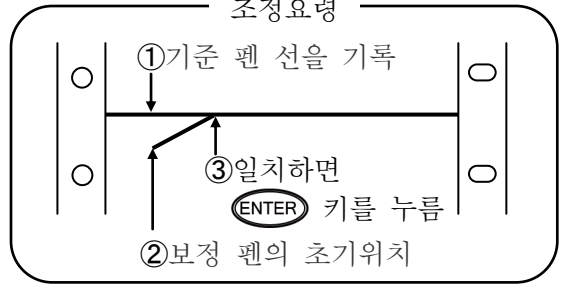 조정요령
①기준 펜 선을 기록
③일치하면
ENTER 키를 누름
②보정 펜의 초기위치